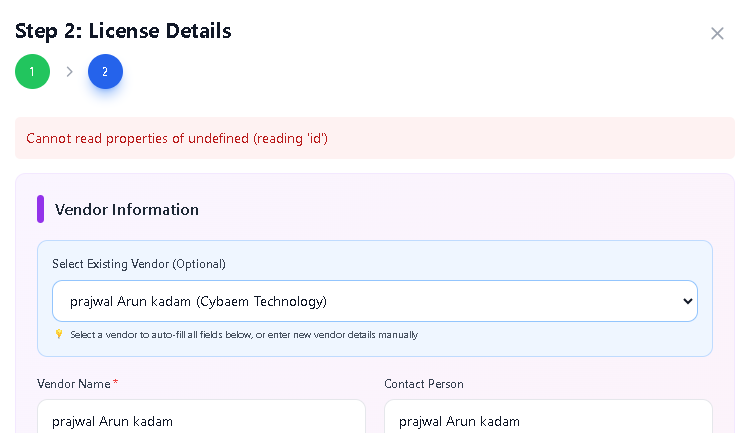 Step 2: License Details
1 2
Cannot read properties of undefined (reading 'id')
Vendor Information
Select Existing Vendor (Optional)
prajwal Arun kadam (Cybaem Technology)
💡 Select a vendor to auto-fill all fields below, or enter new vendor details manually
Vendor Name * Contact Person
prajwal Arun kadam prajwal Arun kadam